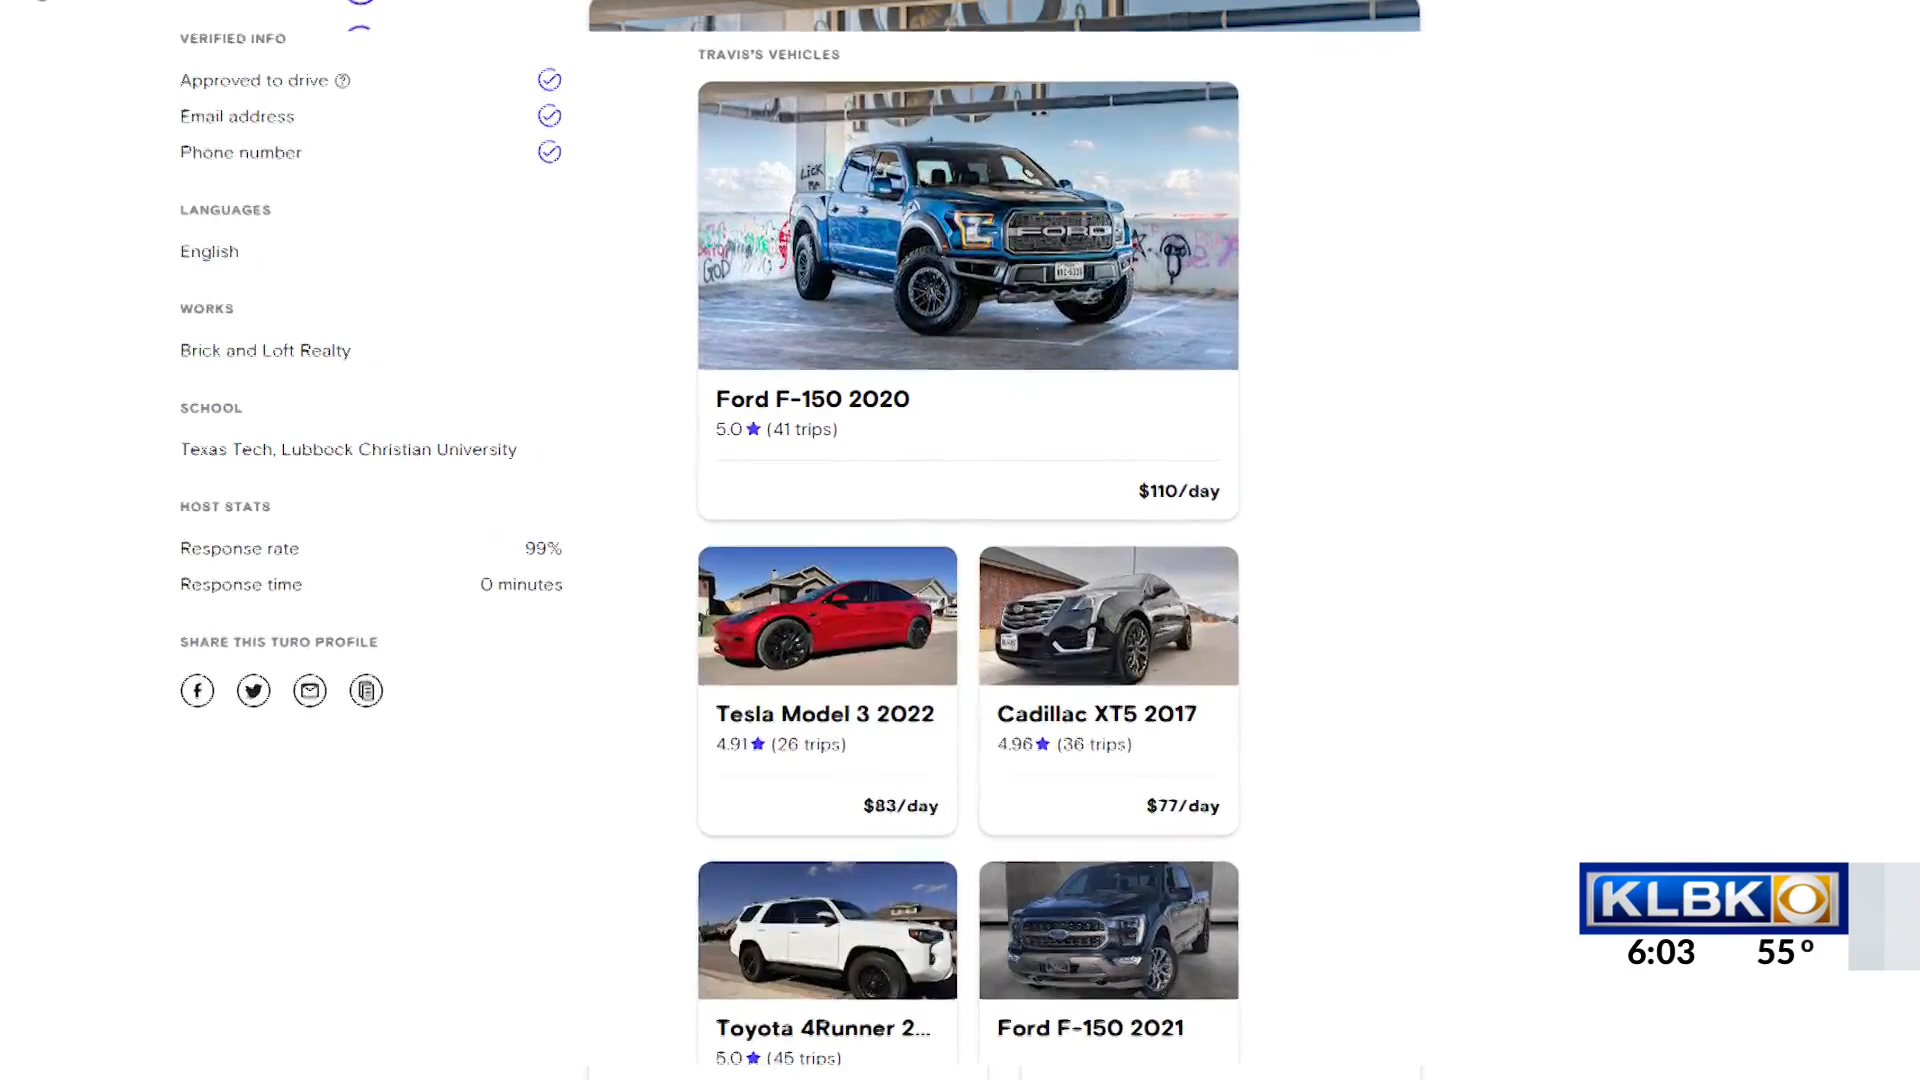 VERIFIED INFO
Approved to drive
Email address
Phone number
LANGUAGES
English
WORKS
Brick and Loft Realty
SCHOOL
Texas Tech, Lubbock Christian University
HOST STATS
Response rate 99%
Response time 0 minutes
SHARE THIS TURO PROFILE
TRAVIS'S VEHICLES
LiCK
GOD
FORD
Ford F-150 2020
5.0 (41 trips)
$110/day
Tesla Model 3 2022
4.91 (26 trips)
$83/day
Cadillac XT5 2017
4.96 (36 trips)
$77/day
Toyota 4Runner 2...
5.0 (45 trips)
Ford F-150 2021
KLBK
6:03 55°